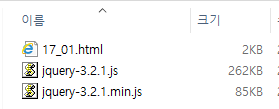 이름 크기
17_01.html 2KB
jquery-3.2.1.js 262KB
jquery-3.2.1.min.js 85KB